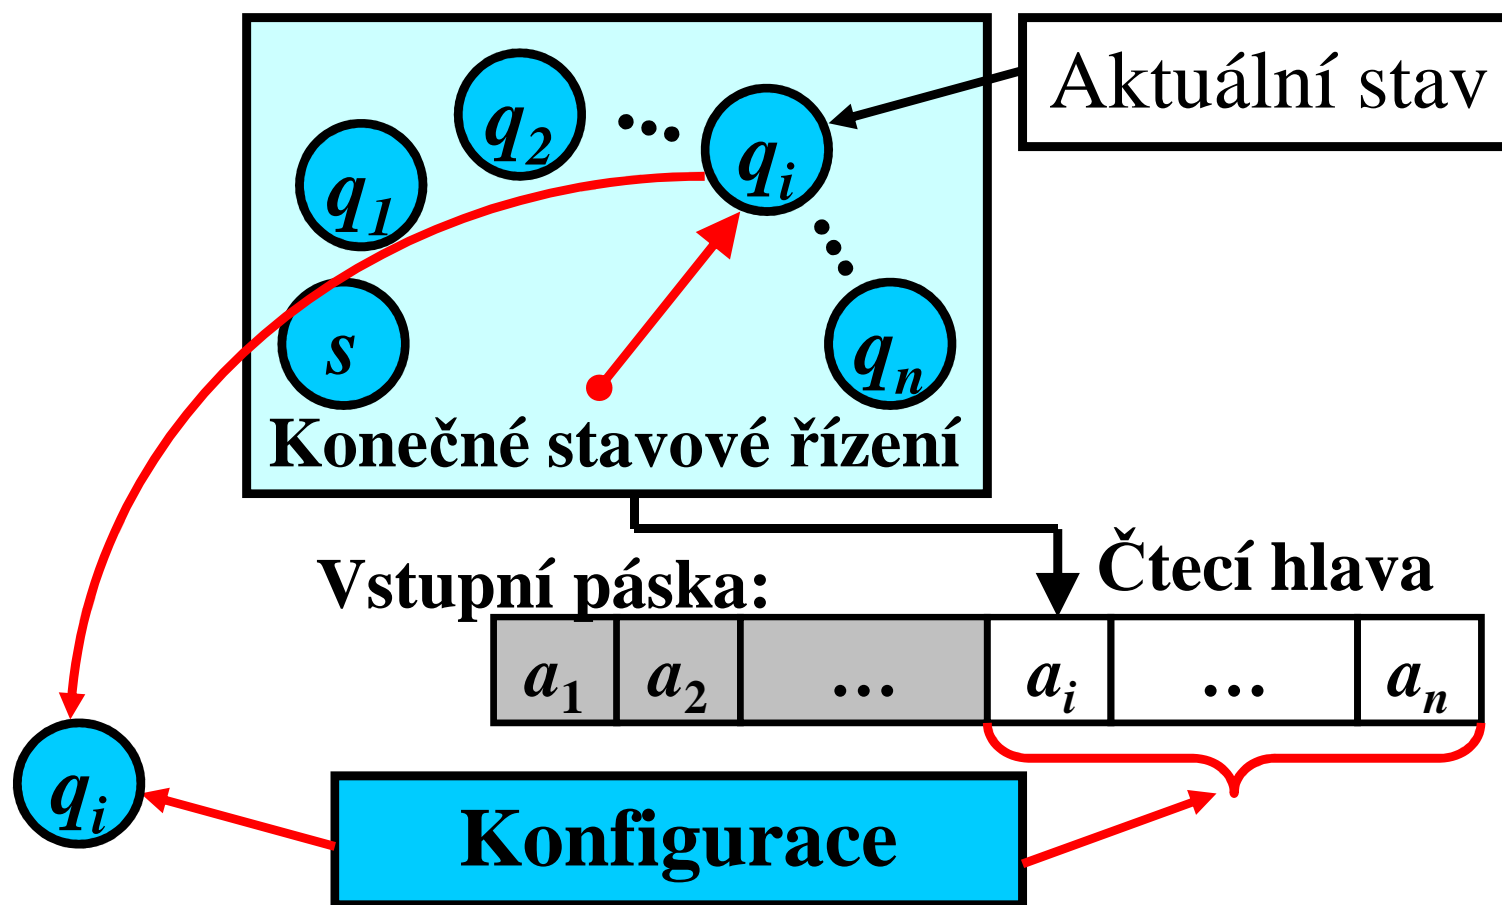 Aktuální stav
q2 ... qi
q1
s
qn
Konečné stavové řízení
Čtecí hlava
Vstupní páska:
a1 a2 ... ai ... an
qi
Konfigurace